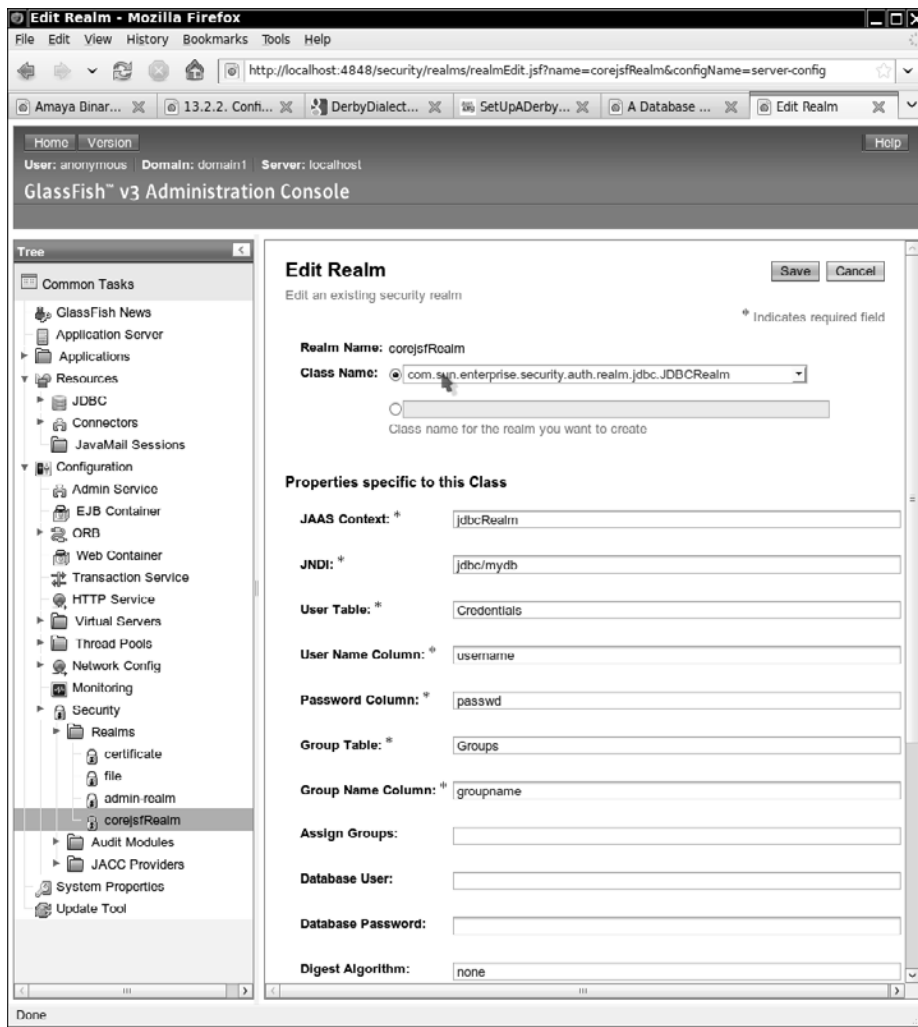 Edit Realm - Mozilla Firefox
File Edit View History Bookmarks Tools Help
http://localhost:4848/security/realms/realmEdit.jsf?name=corejsfRealm&configName=server-config
Amaya Binar... 13.2.2. Confi... DerbyDialect... SetUpADerby... A Database ... Edit Realm
Home Version Help
User: anonymous Domain: domain1 Server: localhost
GlassFish™ v3 Administration Console
Tree
Common Tasks
GlassFish News
Application Server
Applications
Resources
JDBC
Connectors
JavaMail Sessions
Configuration
Admin Service
EJB Container
ORB
Web Container
Transaction Service
HTTP Service
Virtual Servers
Thread Pools
Network Config
Monitoring
Security
Realms
certificate
file
admin-realm
corejsfRealm
Audit Modules
JACC Providers
System Properties
Update Tool
Edit Realm
Save Cancel
Edit an existing security realm
* Indicates required field
Realm Name: corejsfRealm
Class Name: com.sun.enterprise.security.auth.realm.jdbc.JDBCRealm
Class name for the realm you want to create
Properties specific to this Class
JAAS Context: * jdbcRealm
JNDI: * jdbc/mydb
User Table: * Credentials
User Name Column: * username
Password Column: * passwd
Group Table: * Groups
Group Name Column: * groupname
Assign Groups:
Database User:
Database Password:
Digest Algorithm: none
Done